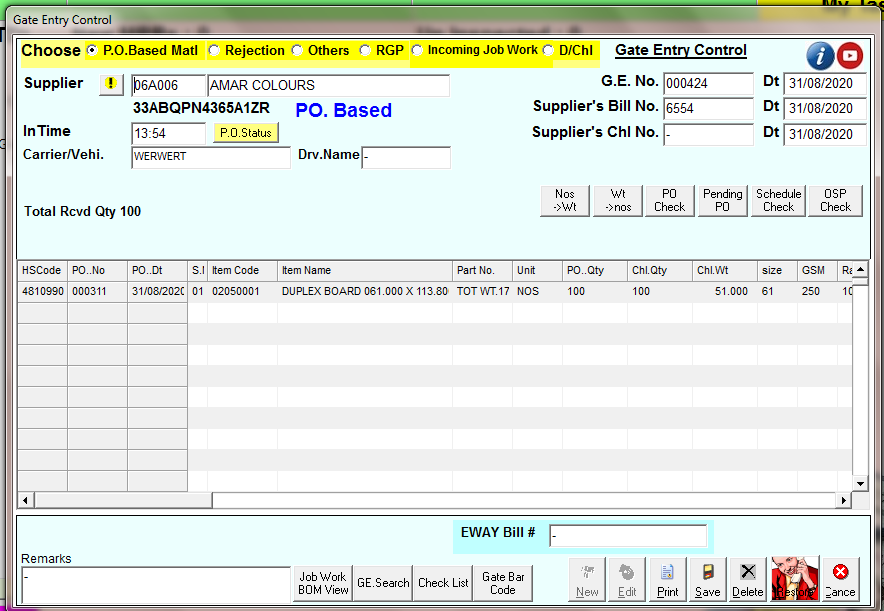 My Tas
Gate Entry Control
Choose P.O.Based Matl Rejection Others RGP Incoming Job Work D/Chl Gate Entry Control
Supplier ! 06A006 AMAR COLOURS G.E. No. 000424 Dt 31/08/2020
33ABQPN4365A1ZR PO. Based Supplier's Bill No. 6554 Dt 31/08/2020
InTime 13:54 P.O.Status Supplier's Chl No. - Dt 31/08/2020
Carrier/Vehi. WERWERT Drv.Name -
Nos Wt PO Pending Schedule OSP
->Wt ->nos Check PO Check Check
Total Rcvd Qty 100
HSCode PO..No PO..Dt S.I Item Code Item Name Part No. Unit PO..Qty Chl.Qty Chl.Wt size GSM Ra
4810990 000311 31/08/2020 01 02050001 DUPLEX BOARD 061.000 X 113.80 TOT WT.17 NOS 100 100 51.000 61 250 10
EWAY Bill # -
Remarks
-
Job Work BOM View GE.Search Check List Gate Bar Code New Edit Print Save Delete Restore Cance